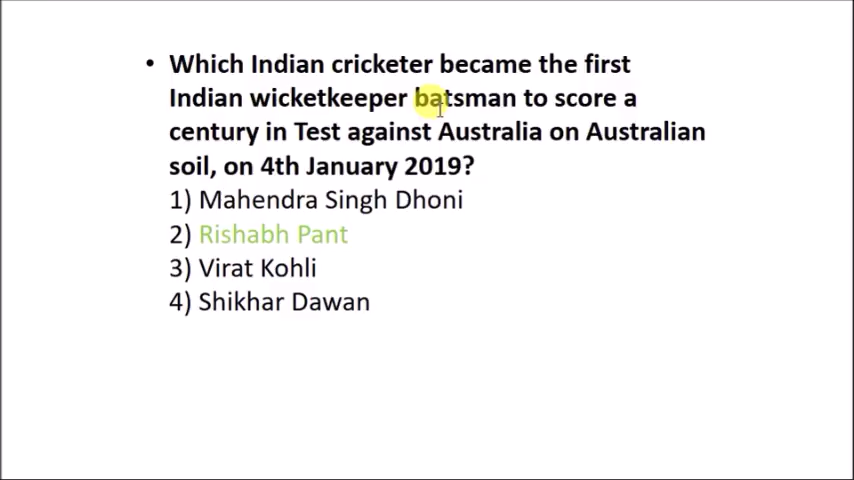 • Which Indian cricketer became the first
Indian wicketkeeper batsman to score a
century in Test against Australia on Australian
soil, on 4th January 2019?
1) Mahendra Singh Dhoni
2) Rishabh Pant
3) Virat Kohli
4) Shikhar Dawan